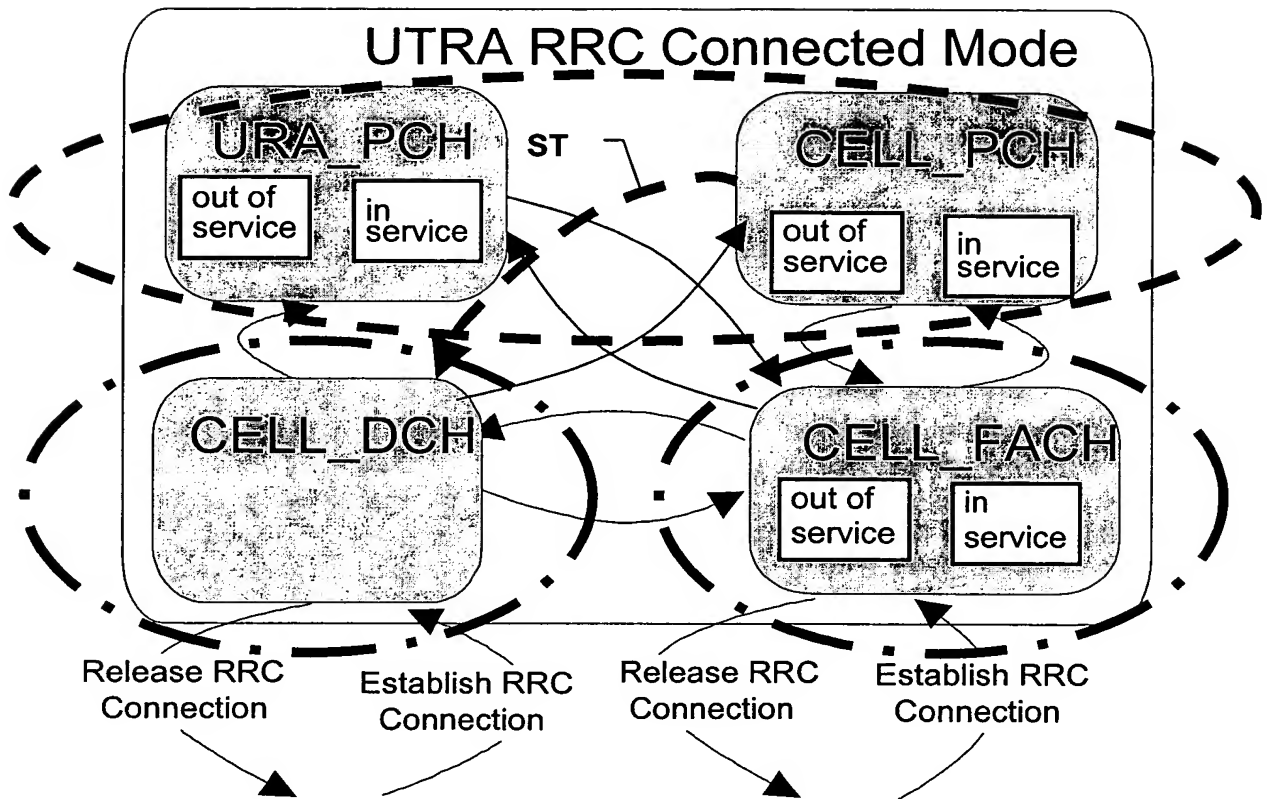 UTRA RRC Connected Mode
URA_PCH
out of
service
in
service
ST
CELL_PCH
out of
service
in
service
CELL_DCH
CELL_FACH
out of
service
in
service
Release RRC
Connection
Establish RRC
Connection
Release RRC
Connection
Establish RRC
Connection